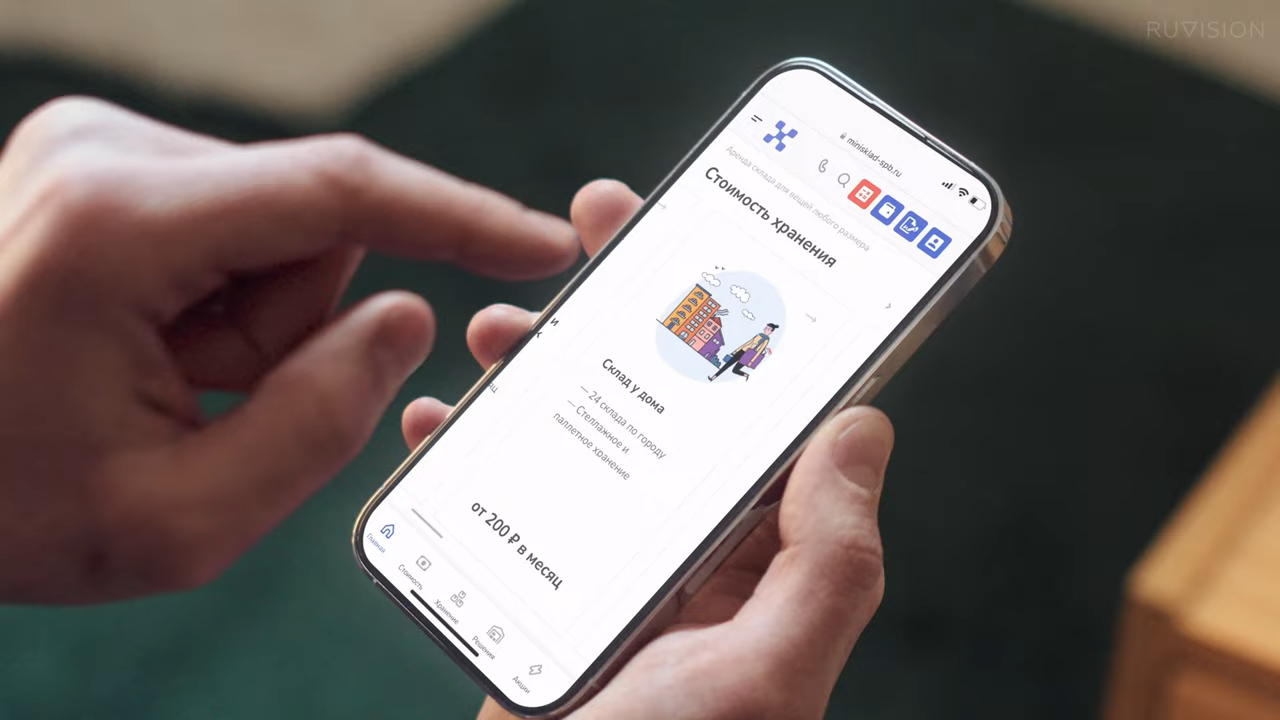 RUVISION
minisklad-spb.ru
Аренда склада для вещей любого размера
Стоимость хранения
и
к
Склад у дома
— 24 склада по городу
— Стеллажное и
паллетное хранение
от 200 ₽ в месяц
Главная
Стоимость
Хранение
Решения
Акции